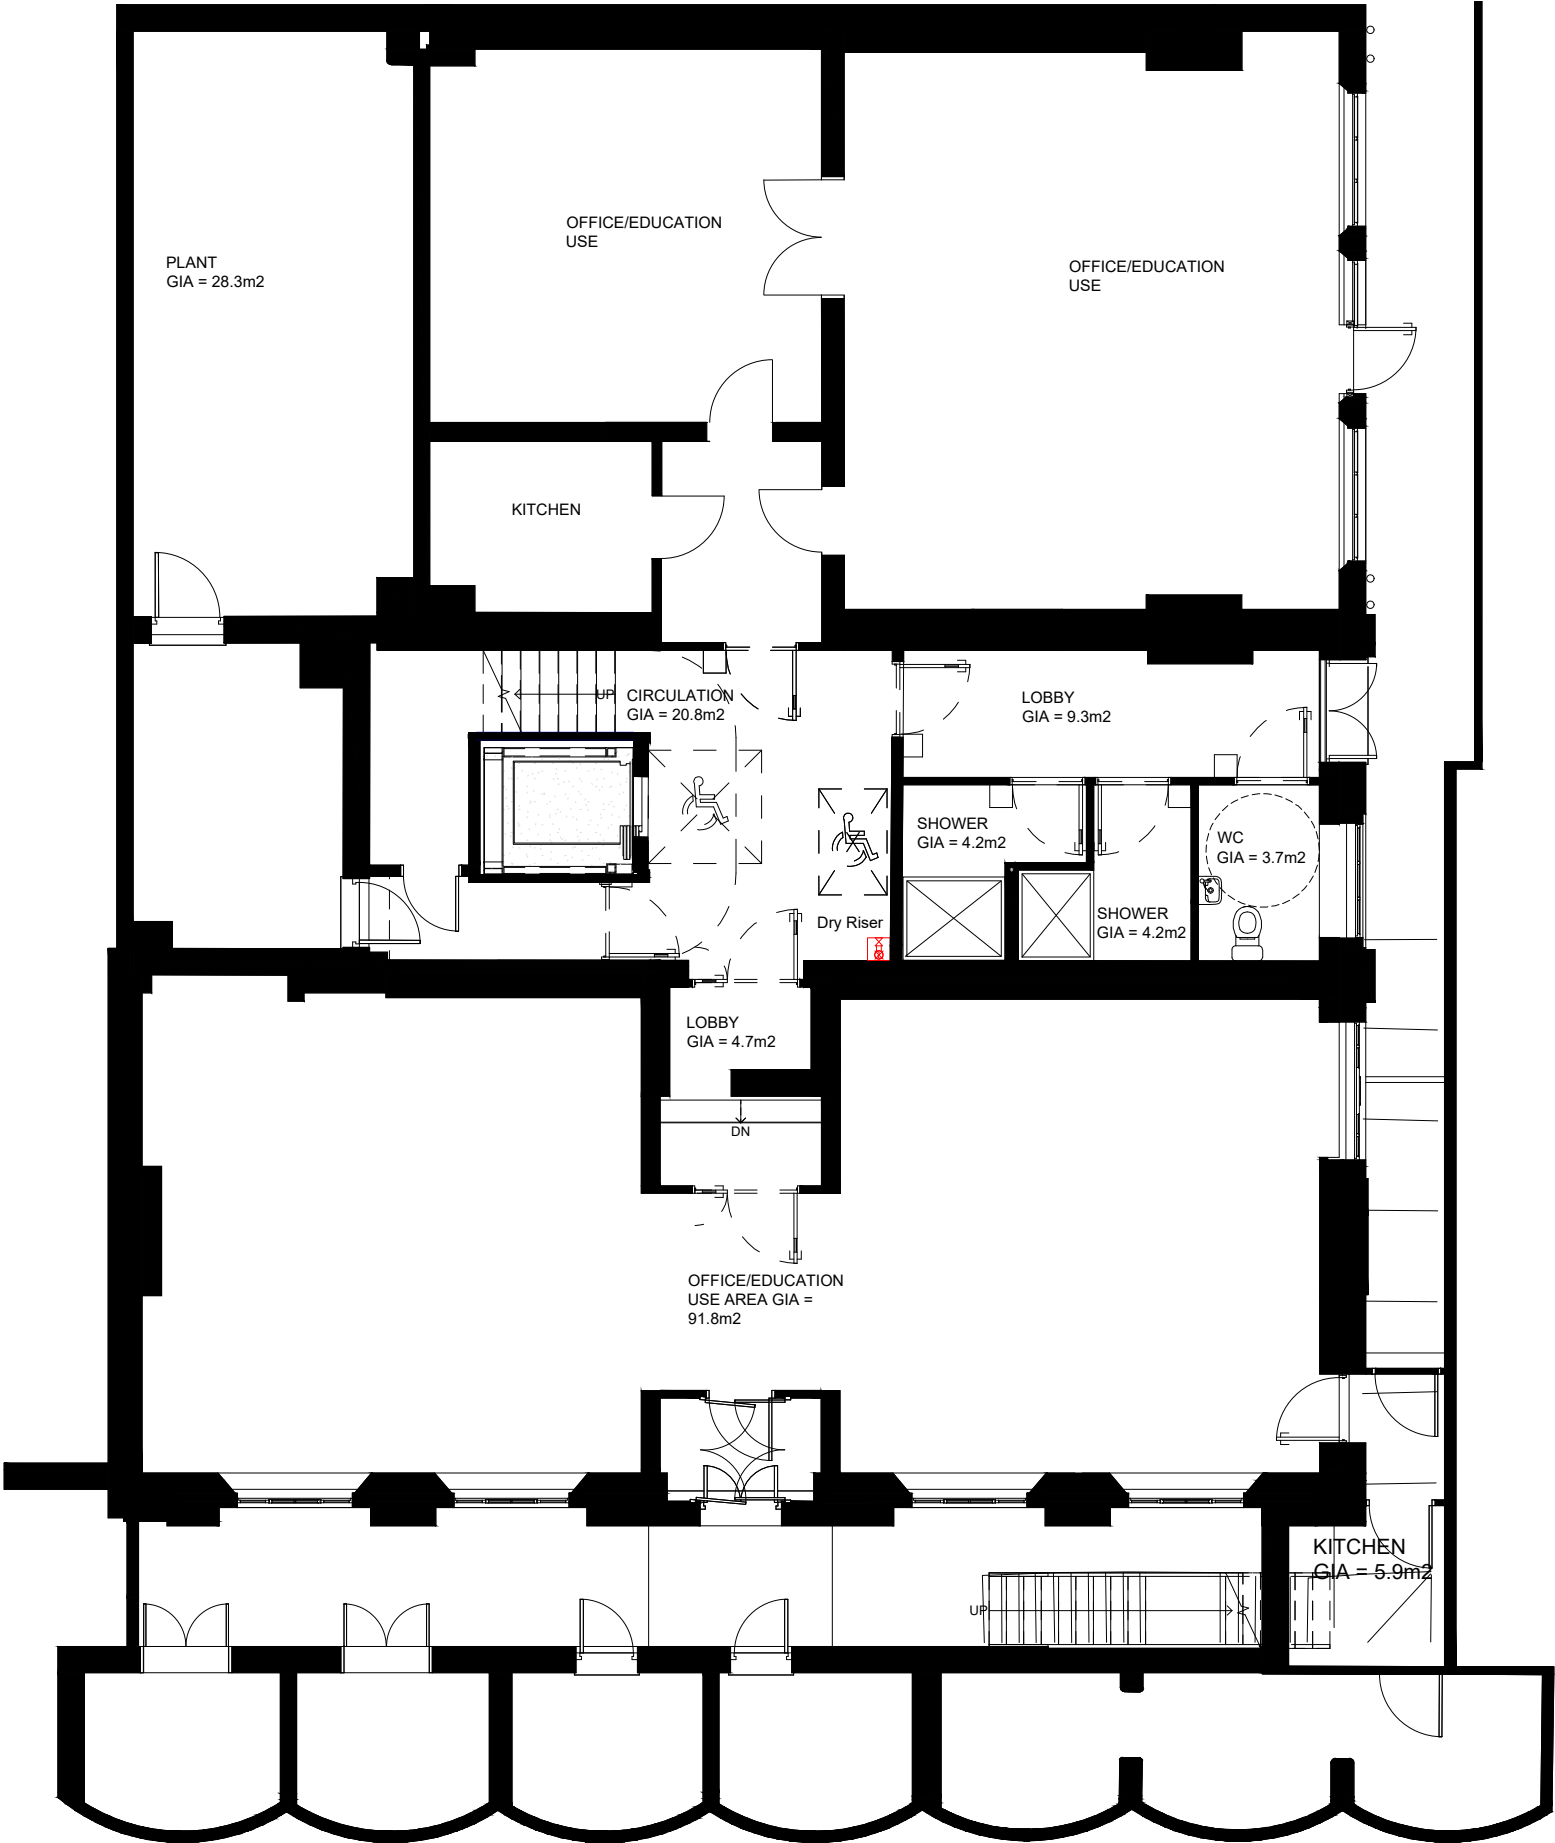 OFFICE/EDUCATION
USE
PLANT
GIA = 28.3m2
OFFICE/EDUCATION
USE
KITCHEN
UP
CIRCULATION
GIA = 20.8m2
LOBBY
GIA = 9.3m2
SHOWER
GIA = 4.2m2
WC
GIA = 3.7m2
SHOWER
GIA = 4.2m2
Dry Riser
LOBBY
GIA = 4.7m2
DN
OFFICE/EDUCATION
USE AREA GIA =
91.8m2
KITCHEN
GIA = 5.9m2
UP